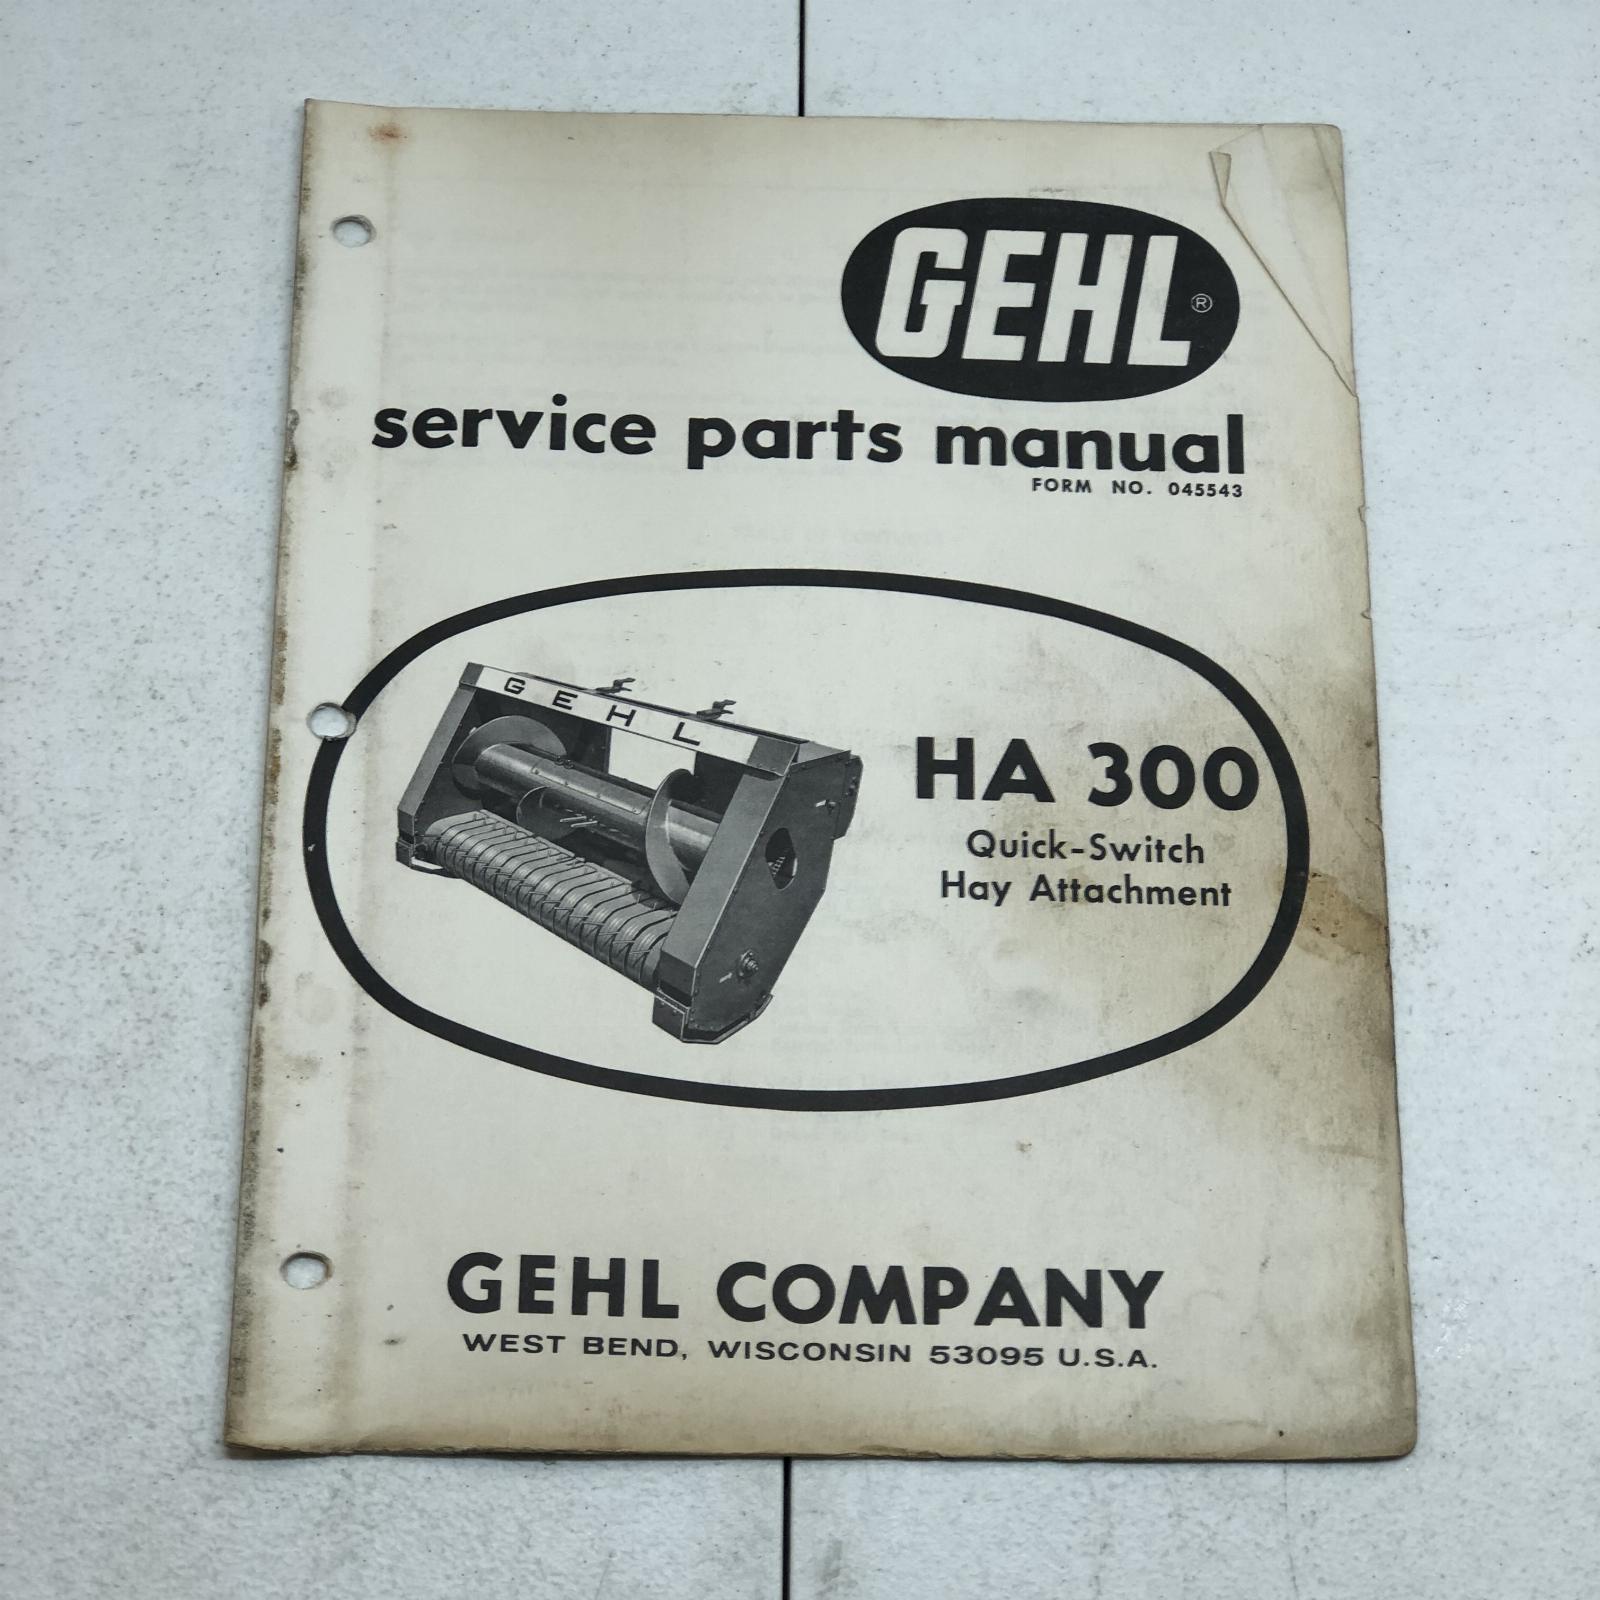 GEHL®
service parts manual
FORM NO. 045543
GEHL
HA 300
Quick-Switch
Hay Attachment
GEHL COMPANY
WEST BEND, WISCONSIN 53095 U.S.A.